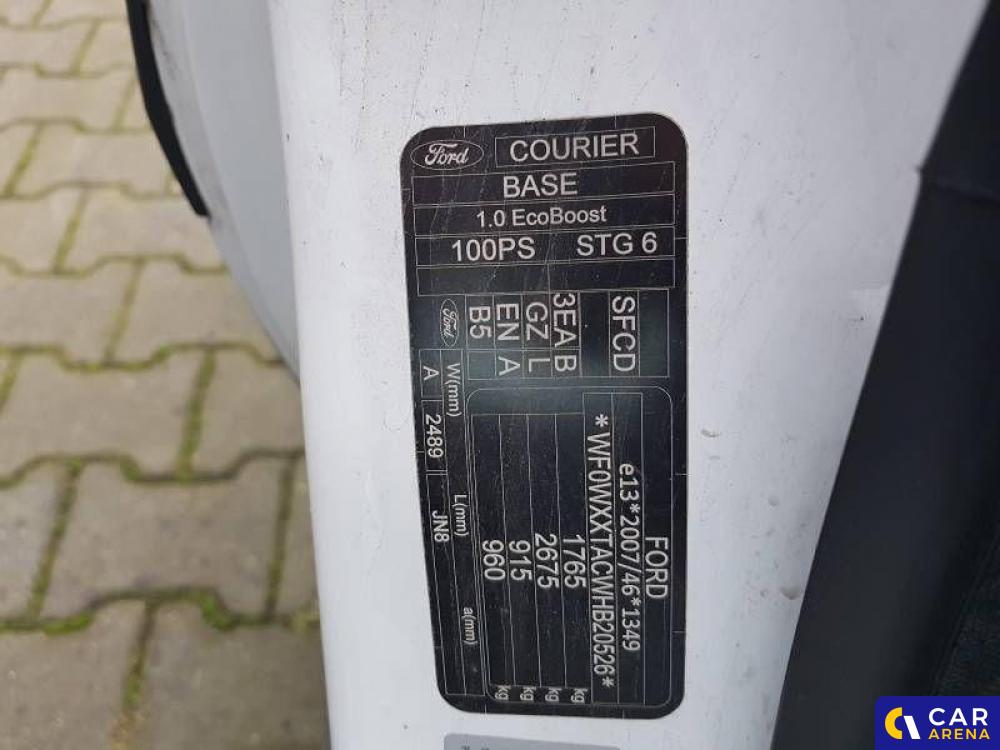 Ford COURIER
BASE
1.0 EcoBoost
100PS STG 6
SFCD
3EA B
GZ L
EN A
B5
Ford
FORD
e13*2007/46*1349
*WF0WXXTACWHB20526*
1765 kg
2675 kg
915 kg
960 kg
W(mm) L(mm) a(mm)
A 2489 JN8
CAR
ARENA